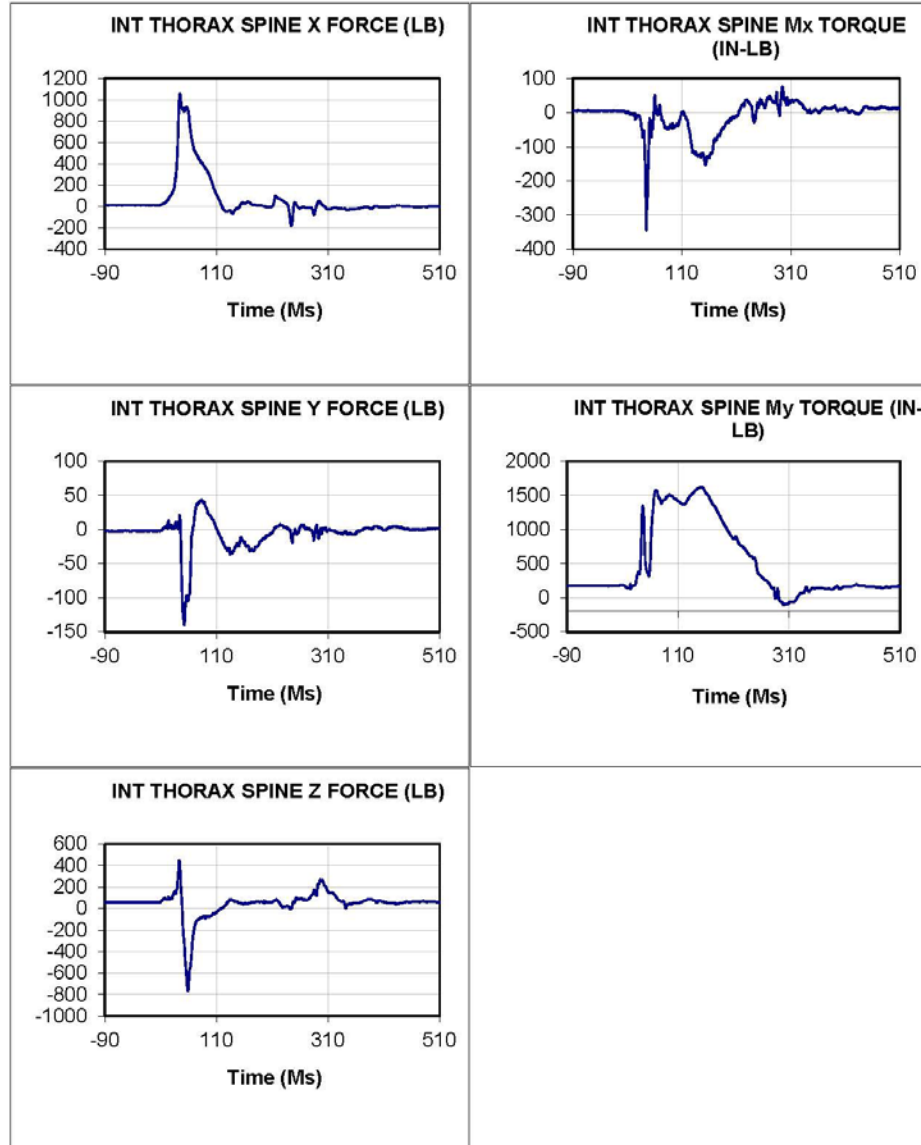 INT THORAX SPINE X FORCE (LB)
1200
1000
800
600
400
200
0
-200
-400
-90 110 310 510
Time (Ms)
INT THORAX SPINE Mx TORQUE
(IN-LB)
100
0
-100
-200
-300
-400
-90 110 310 510
Time (Ms)
INT THORAX SPINE Y FORCE (LB)
100
50
0
-50
-100
-150
-90 110 310 510
Time (Ms)
INT THORAX SPINE My TORQUE (IN-
LB)
2000
1500
1000
500
0
-500
-90 110 310 510
Time (Ms)
INT THORAX SPINE Z FORCE (LB)
600
400
200
0
-200
-400
-600
-800
-1000
-90 110 310 510
Time (Ms)